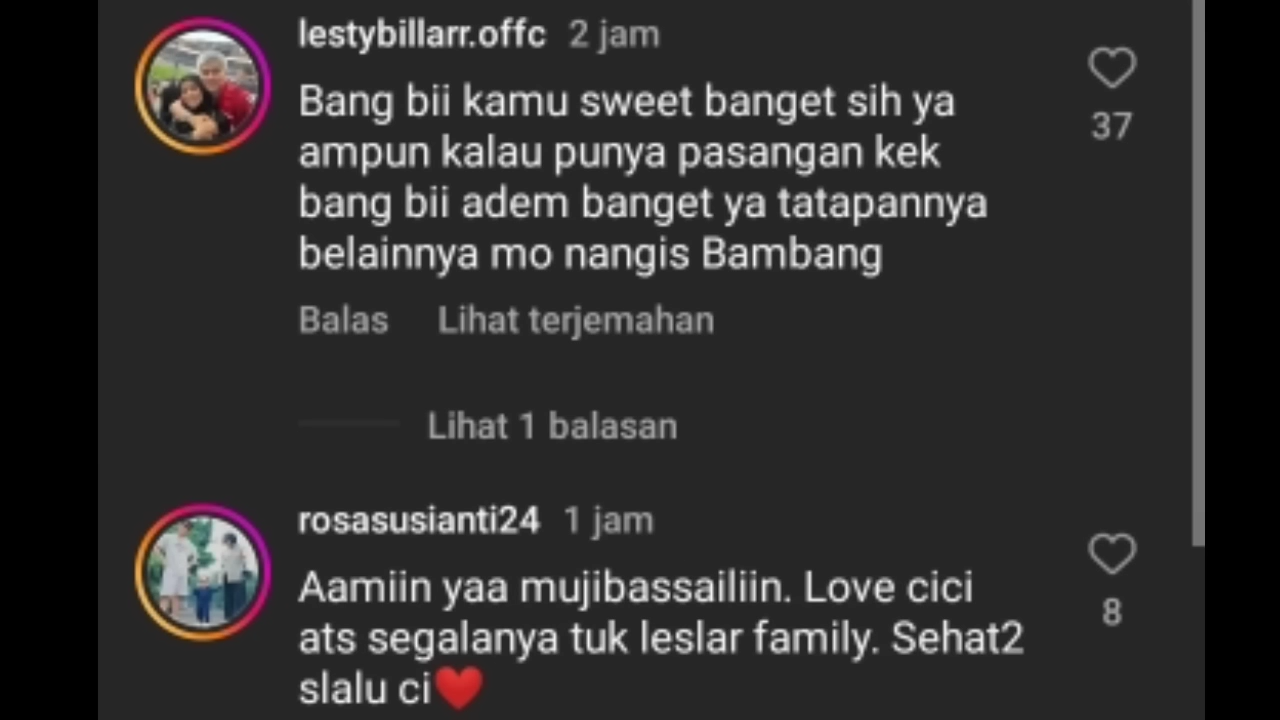 lestybillarr.offc 2 jam
Bang bii kamu sweet banget sih ya
ampun kalau punya pasangan kek
bang bii adem banget ya tatapannya
belainnya mo nangis Bambang
37
Balas Lihat terjemahan
Lihat 1 balasan
rosasusianti24 1 jam
Aamiin yaa mujibassailiin. Love cici
ats segalanya tuk leslar family. Sehat2
slalu ci❤️
8